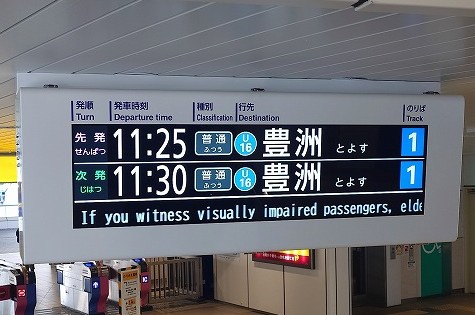 発順 発車時刻 種別 行先 のりば
Turn Departure time Classification Destination Track
先発 11:25 普通 U 豊洲 とよす 1
せんぱつ ふつう 16
次発 11:30 普通 U 豊洲 とよす 1
じはつ ふつう 16
If you witness visually impaired passengers, elde